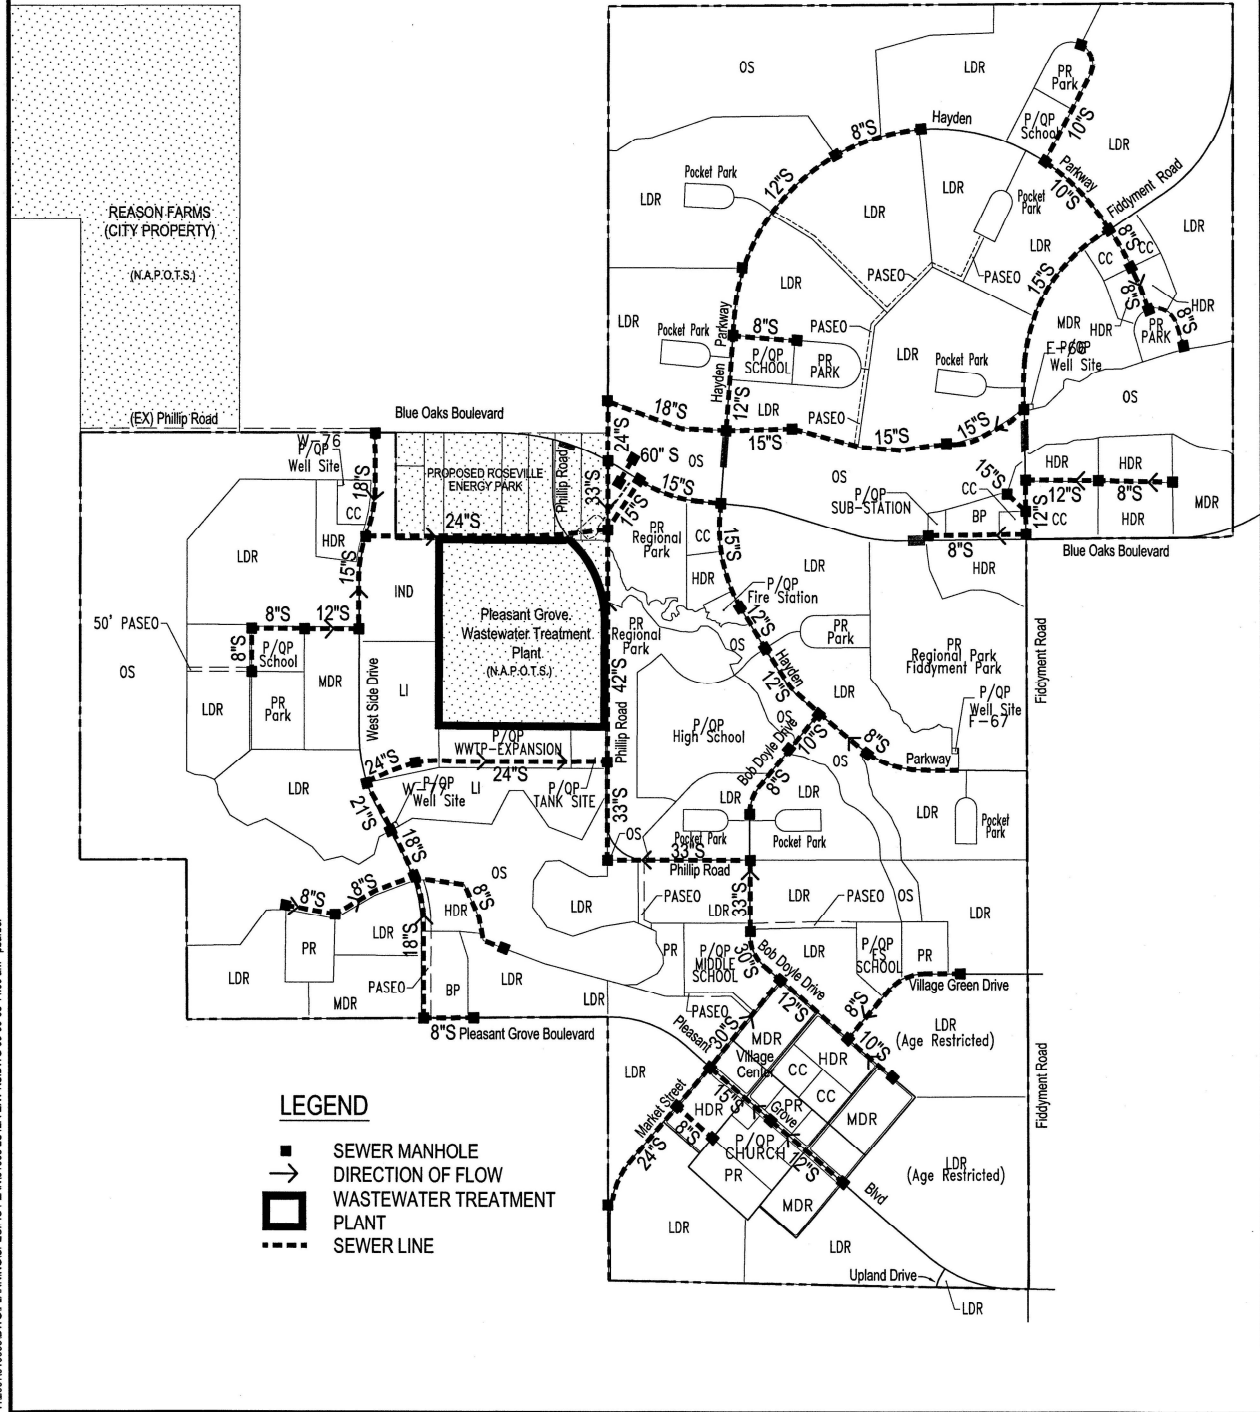 OS
LDR
PR
Park
P/QP
School
10"S
LDR
Hayden
8"S
Parkway
10"S
Fiddyment Road
12"S
Pocket Park
LDR
LDR
LDR
Pocket
Park
LDR
LDR
8"S
CC
CC
REASON FARMS
(CITY PROPERTY)
(N.A.P.O.T.S.)
PASEO
PASEO
15"S
LDR
8"S
HDR
MDR
HDR
PR
PARK
8"S
LDR
Parkway
8"S
PASEO
Pocket Park
P/QP
SCHOOL
PR
PARK
LDR
Pocket Park
Well Site
OS
Hayden
12"S
LDR
PASEO
(EX) Phillip Road
Blue Oaks Boulevard
18"S
24"S
15"S
15"S
15"S
W-76
P/QP
Well Site
18"S
PROPOSED ROSEVILLE
ENERGY PARK
Phillip Road
33"S
60" S
OS
OS
15"S
HDR
HDR
12"S
8"S
MDR
CC
P/QP
SUB-STATION
BP
CC
HDR
12"S
15"S
15"S
CC
24"S
HDR
LDR
15"S
PR
Regional
Park
CC
15"S
8"S
Blue Oaks Boulevard
HDR
LDR
IND
HDR
P/QP
Fire Station
50' PASEO
8"S
12"S
Pleasant Grove
Wastewater Treatment
Plant
(N.A.P.O.T.S.)
PR
Regional
Park
12"S
PR
Park
PR
Regional Park
Fiddyment Park
Fiddyment Road
OS
OS
8"S
P/QP
School
MDR
West Side Drive
LI
42"S
Phillip Road
Hayden
12"S
LDR
P/QP
Well Site
F-67
LDR
PR
Park
P/QP
High School
OS
Bob Doyle Drive
10"S
8"S
OS
Parkway
P/QP
WWTP-EXPANSION
24"S
24"S
LDR
W-77
P/QP
Well Site
LI
P/QP
TANK SITE
8"S
LDR
LDR
LDR
21"S
18"S
33"S
OS
Pocket Park
Pocket Park
Pocket
Park
33"S
Phillip Road
8"S
8"S
8"S
OS
HDR
LDR
PASEO
LDR
33"S
LDR
PASEO
OS
LDR
LDR
PR
18"S
LDR
PR
P/QP
MIDDLE
SCHOOL
30"S
Bob Doyle Drive
LDR
P/QP
ES
SCHOOL
PR
LDR
MDR
PASEO
BP
LDR
LDR
Village Green Drive
12"S
8"S
PASEO
8"S
Pleasant Grove Boulevard
Pleasant
30"S
MDR
Village
Center
HDR
10"S
LDR
(Age Restricted)
CC
CC
LDR
Market Street
HDR
15"S
PR
Grove
MDR
Fiddyment Road
8"S
P/QP
CHURCH
12"S
24"S
PR
LDR
(Age Restricted)
MDR
Blvd
LDR
LDR
Upland Drive
LDR
LEGEND
SEWER MANHOLE
DIRECTION OF FLOW
WASTEWATER TREATMENT
PLANT
SEWER LINE